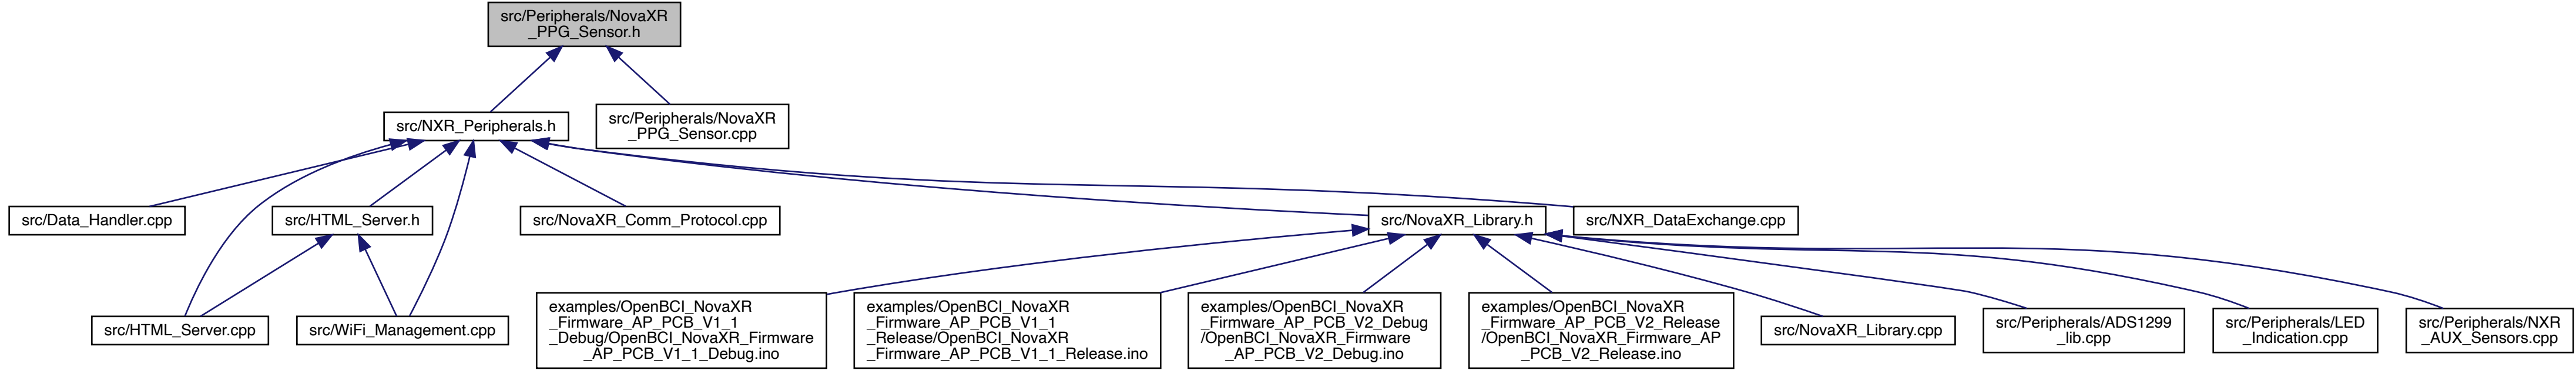 src/Peripherals/NovaXR
_PPG_Sensor.h
src/NXR_Peripherals.h
src/Peripherals/NovaXR
_PPG_Sensor.cpp
src/Data_Handler.cpp
src/HTML_Server.h
src/NovaXR_Comm_Protocol.cpp
src/NovaXR_Library.h
src/NXR_DataExchange.cpp
src/HTML_Server.cpp
src/WiFi_Management.cpp
examples/OpenBCI_NovaXR
_Firmware_AP_PCB_V1_1
_Debug/OpenBCI_NovaXR_Firmware
_AP_PCB_V1_1_Debug.ino
examples/OpenBCI_NovaXR
_Firmware_AP_PCB_V1_1
_Release/OpenBCI_NovaXR
_Firmware_AP_PCB_V1_1_Release.ino
examples/OpenBCI_NovaXR
_Firmware_AP_PCB_V2_Debug
/OpenBCI_NovaXR_Firmware
_AP_PCB_V2_Debug.ino
examples/OpenBCI_NovaXR
_Firmware_AP_PCB_V2_Release
/OpenBCI_NovaXR_Firmware_AP
_PCB_V2_Release.ino
src/NovaXR_Library.cpp
src/Peripherals/ADS1299
_lib.cpp
src/Peripherals/LED
_Indication.cpp
src/Peripherals/NXR
_AUX_Sensors.cpp